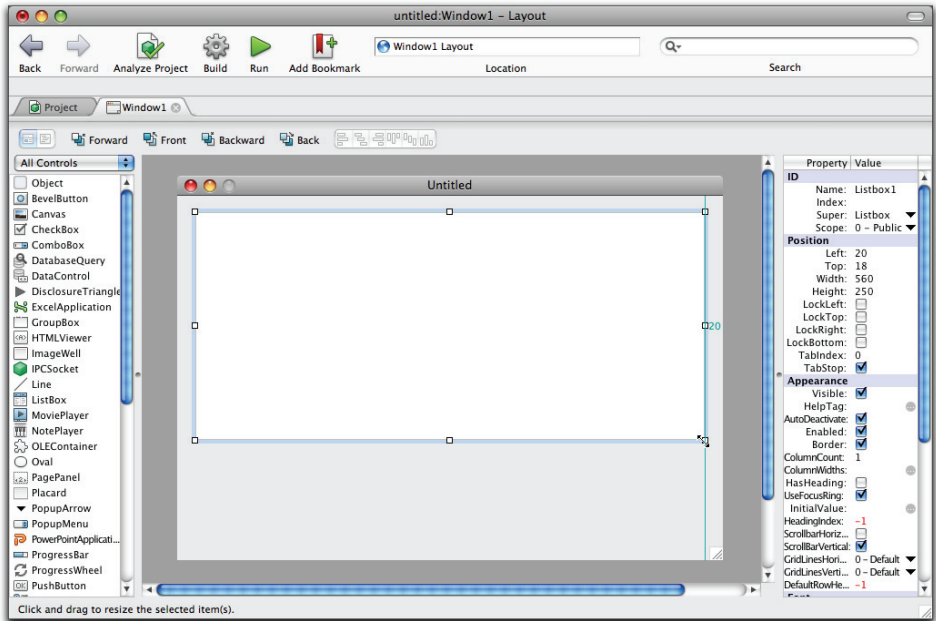 untitled:Window1 – Layout
Back
Forward
Analyze Project
Build
Run
Add Bookmark
Window1 Layout
Location
Search
Project
Window1
Forward
Front
Backward
Back
All Controls
Object
BevelButton
Canvas
CheckBox
ComboBox
DatabaseQuery
DataControl
DisclosureTriangle
ExcelApplication
GroupBox
HTMLViewer
ImageWell
IPCSocket
Line
ListBox
MoviePlayer
NotePlayer
OLEContainer
Oval
PagePanel
Placard
PopupArrow
PopupMenu
PowerPointApplicati...
ProgressBar
ProgressWheel
PushButton
Untitled
20
Property Value
ID
Name: Listbox1
Index:
Super: Listbox
Scope: 0 – Public
Position
Left: 20
Top: 18
Width: 560
Height: 250
LockLeft:
LockTop:
LockRight:
LockBottom:
TabIndex: 0
TabStop:
Appearance
Visible:
HelpTag:
AutoDeactivate:
Enabled:
Border:
ColumnCount: 1
ColumnWidths:
HasHeading:
UseFocusRing:
InitialValue:
HeadingIndex: -1
ScrollbarHoriz...
ScrollBarVertical:
GridLinesHori... 0 – Default
GridLinesVerti... 0 – Default
DefaultRowHe... -1
Click and drag to resize the selected item(s).